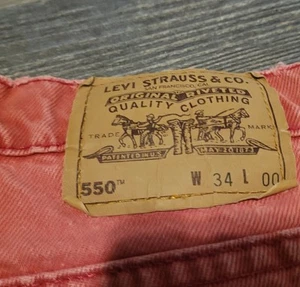 LEVI STRAUSS & CO.
SAN FRANCISCO, CAL.
ORIGINAL RIVETED
QUALITY CLOTHING
TRADE MARK
PATENTED IN U.S. MAY 20 1873
550™ W 34 L 00